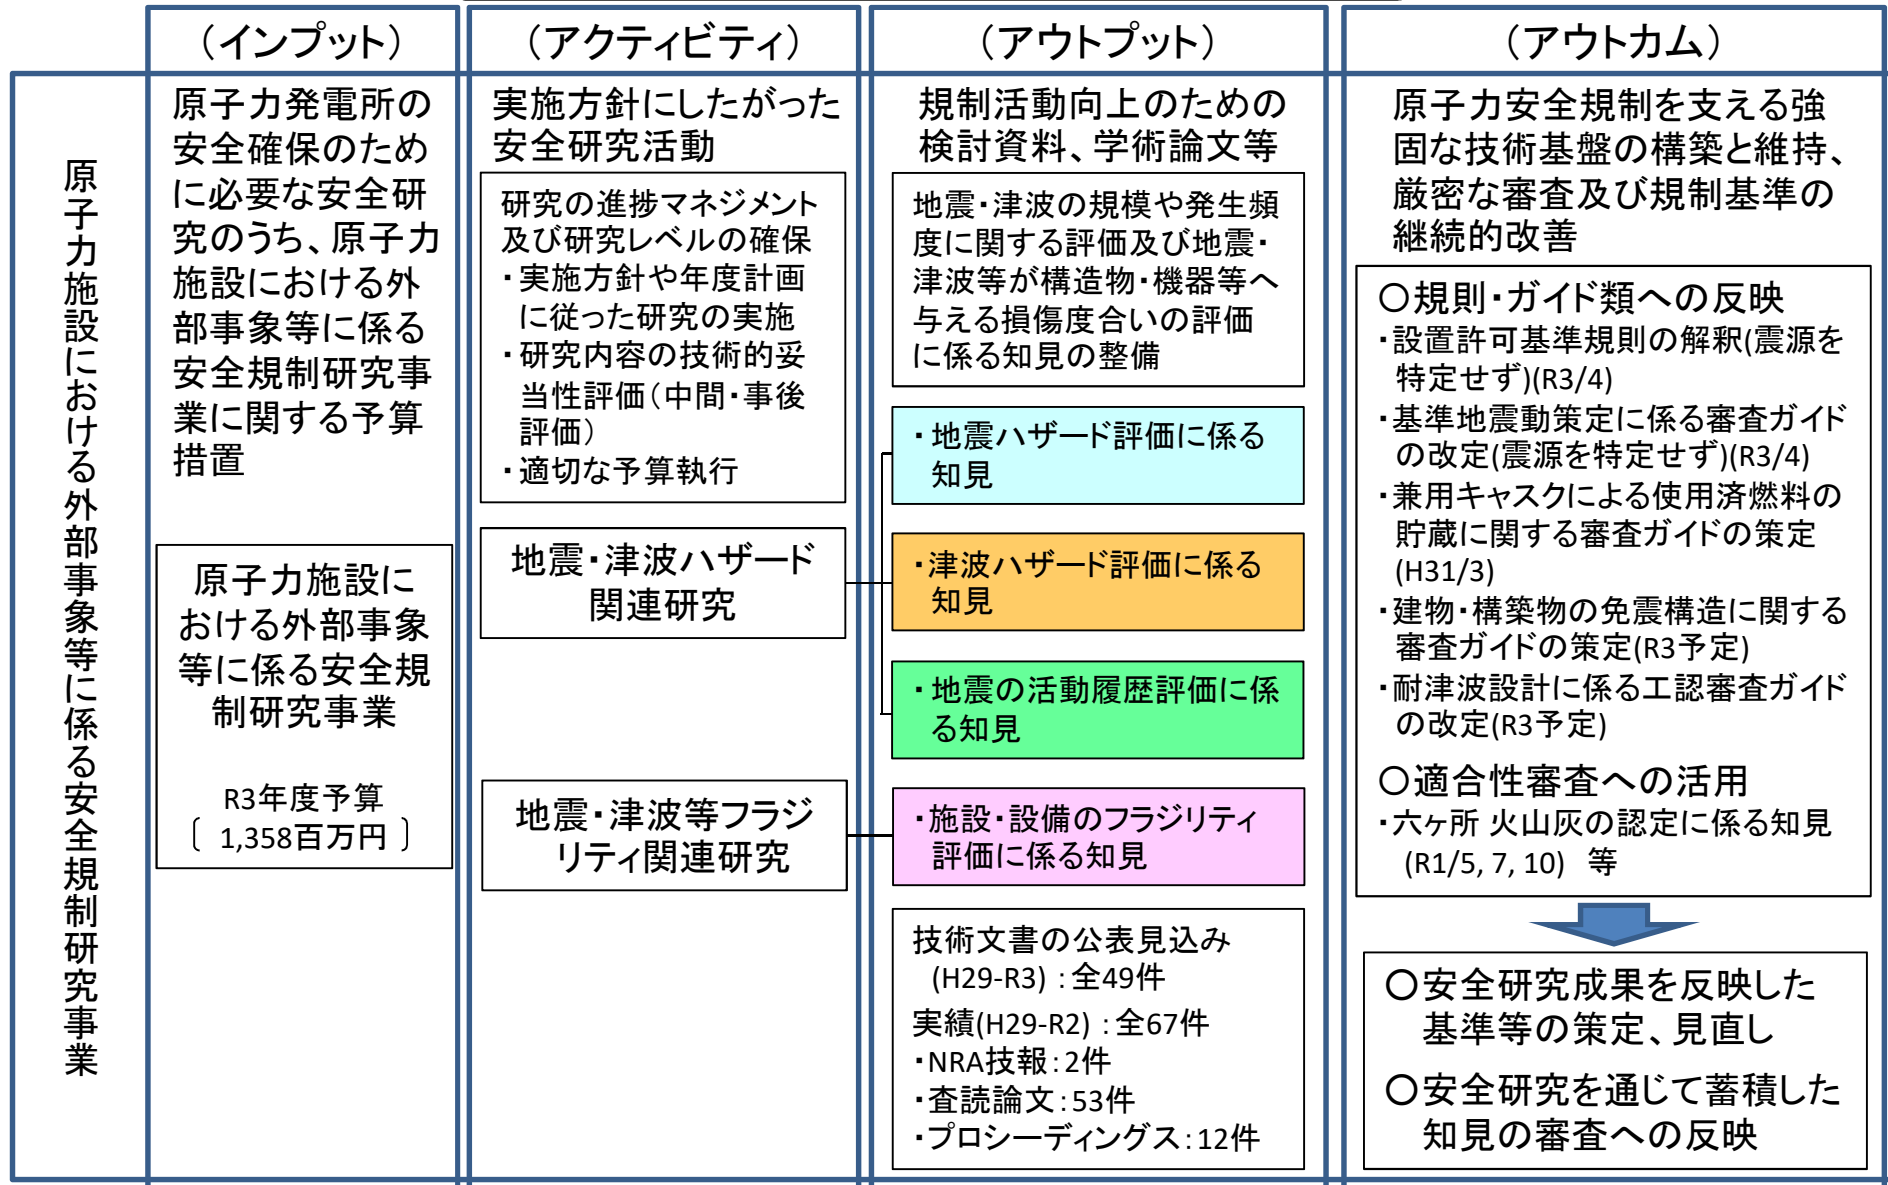 原子力施設における外部事象等に係る安全規制研究事業
（インプット）
原子力発電所の
安全確保のため
に必要な安全研
究のうち、原子力
施設における外
部事象等に係る
安全規制研究事
業に関する予算
措置
原子力施設に
おける外部事象
等に係る安全規
制研究事業
R3年度予算
〔 1,358百万円 〕
（アクティビティ）
実施方針にしたがった
安全研究活動
研究の進捗マネジメント
及び研究レベルの確保
・実施方針や年度計画
に従った研究の実施
・研究内容の技術的妥
当性評価（中間・事後
評価）
・適切な予算執行
地震・津波ハザード
関連研究
地震・津波等フラジ
リティ関連研究
（アウトプット）
規制活動向上のための
検討資料、学術論文等
地震・津波の規模や発生頻
度に関する評価及び地震・
津波等が構造物・機器等へ
与える損傷度合いの評価
に係る知見の整備
・地震ハザード評価に係る
知見
・津波ハザード評価に係る
知見
・地震の活動履歴評価に係
る知見
・施設・設備のフラジリティ
評価に係る知見
技術文書の公表見込み
(H29-R3)：全49件
実績(H29-R2)：全67件
・NRA技報：2件
・査読論文：53件
・プロシーディングス：12件
（アウトカム）
原子力安全規制を支える強
固な技術基盤の構築と維持、
厳密な審査及び規制基準の
継続的改善
○規則・ガイド類への反映
・設置許可基準規則の解釈(震源を
特定せず)(R3/4)
・基準地震動策定に係る審査ガイド
の改定(震源を特定せず)(R3/4)
・兼用キャスクによる使用済燃料の
貯蔵に関する審査ガイドの策定
(H31/3)
・建物・構築物の免震構造に関する
審査ガイドの策定(R3予定)
・耐津波設計に係る工認審査ガイド
の改定(R3予定)
○適合性審査への活用
・六ヶ所 火山灰の認定に係る知見
(R1/5, 7, 10) 等
○安全研究成果を反映した
基準等の策定、見直し
○安全研究を通じて蓄積した
知見の審査への反映